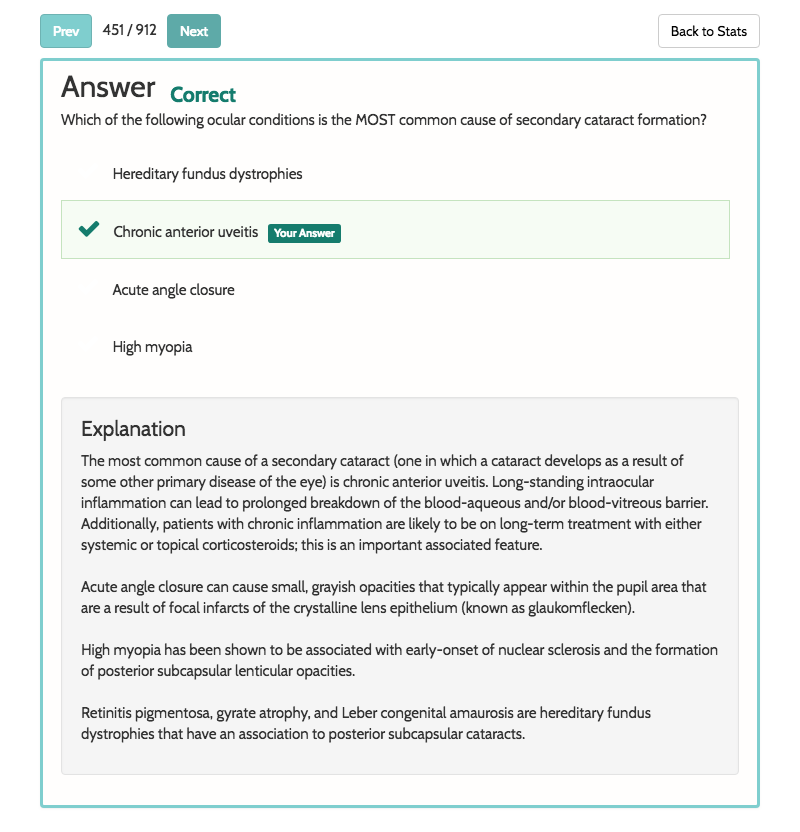 Prev 451 / 912 Next Back to Stats
Answer Correct
Which of the following ocular conditions is the MOST common cause of secondary cataract formation?
Hereditary fundus dystrophies
Chronic anterior uveitis Your Answer
Acute angle closure
High myopia
Explanation
The most common cause of a secondary cataract (one in which a cataract develops as a result of
some other primary disease of the eye) is chronic anterior uveitis. Long-standing intraocular
inflammation can lead to prolonged breakdown of the blood-aqueous and/or blood-vitreous barrier.
Additionally, patients with chronic inflammation are likely to be on long-term treatment with either
systemic or topical corticosteroids; this is an important associated feature.
Acute angle closure can cause small, grayish opacities that typically appear within the pupil area that
are a result of focal infarcts of the crystalline lens epithelium (known as glaukomflecken).
High myopia has been shown to be associated with early-onset of nuclear sclerosis and the formation
of posterior subcapsular lenticular opacities.
Retinitis pigmentosa, gyrate atrophy, and Leber congenital amaurosis are hereditary fundus
dystrophies that have an association to posterior subcapsular cataracts.